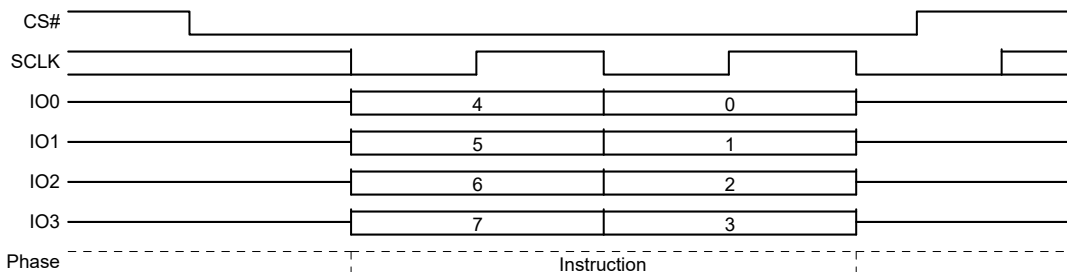 CS#
SCLK
IO0 4 0
IO1 5 1
IO2 6 2
IO3 7 3
Phase Instruction